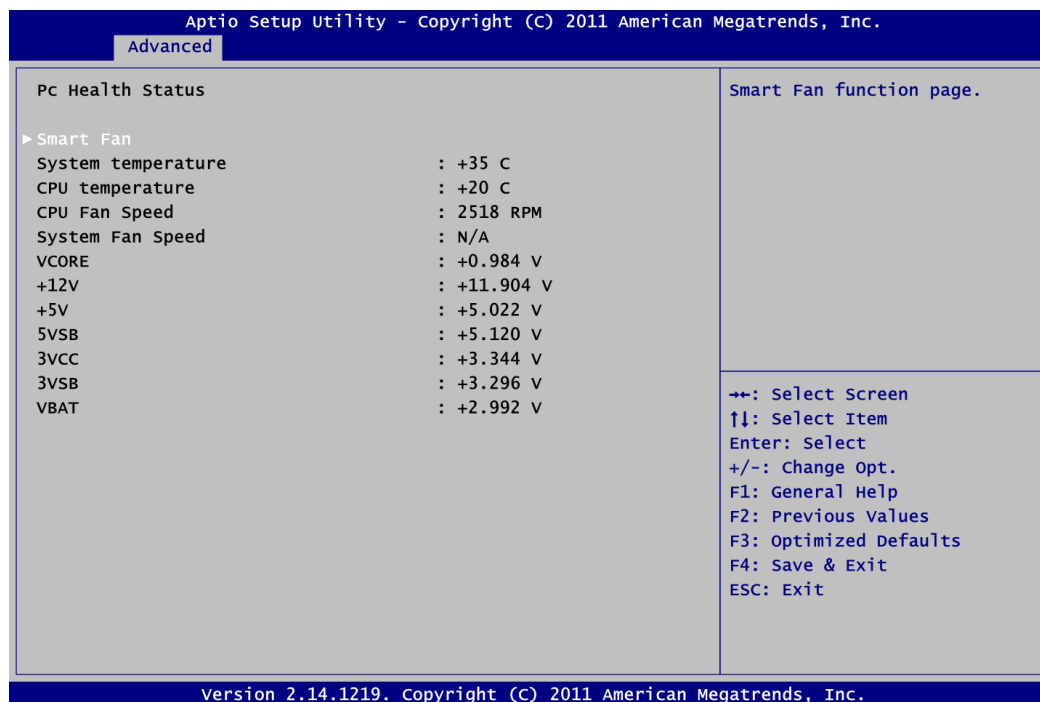 Aptio Setup Utility - Copyright (C) 2011 American Megatrends, Inc.
Advanced
Pc Health Status
Smart Fan function page.
▶ Smart Fan
System temperature : +35 C
CPU temperature : +20 C
CPU Fan Speed : 2518 RPM
System Fan Speed : N/A
VCORE : +0.984 V
+12V : +11.904 V
+5V : +5.022 V
5VSB : +5.120 V
3VCC : +3.344 V
3VSB : +3.296 V
VBAT : +2.992 V
→←: Select Screen
↑↓: Select Item
Enter: Select
+/-: Change Opt.
F1: General Help
F2: Previous Values
F3: Optimized Defaults
F4: Save & Exit
ESC: Exit
Version 2.14.1219. Copyright (C) 2011 American Megatrends, Inc.